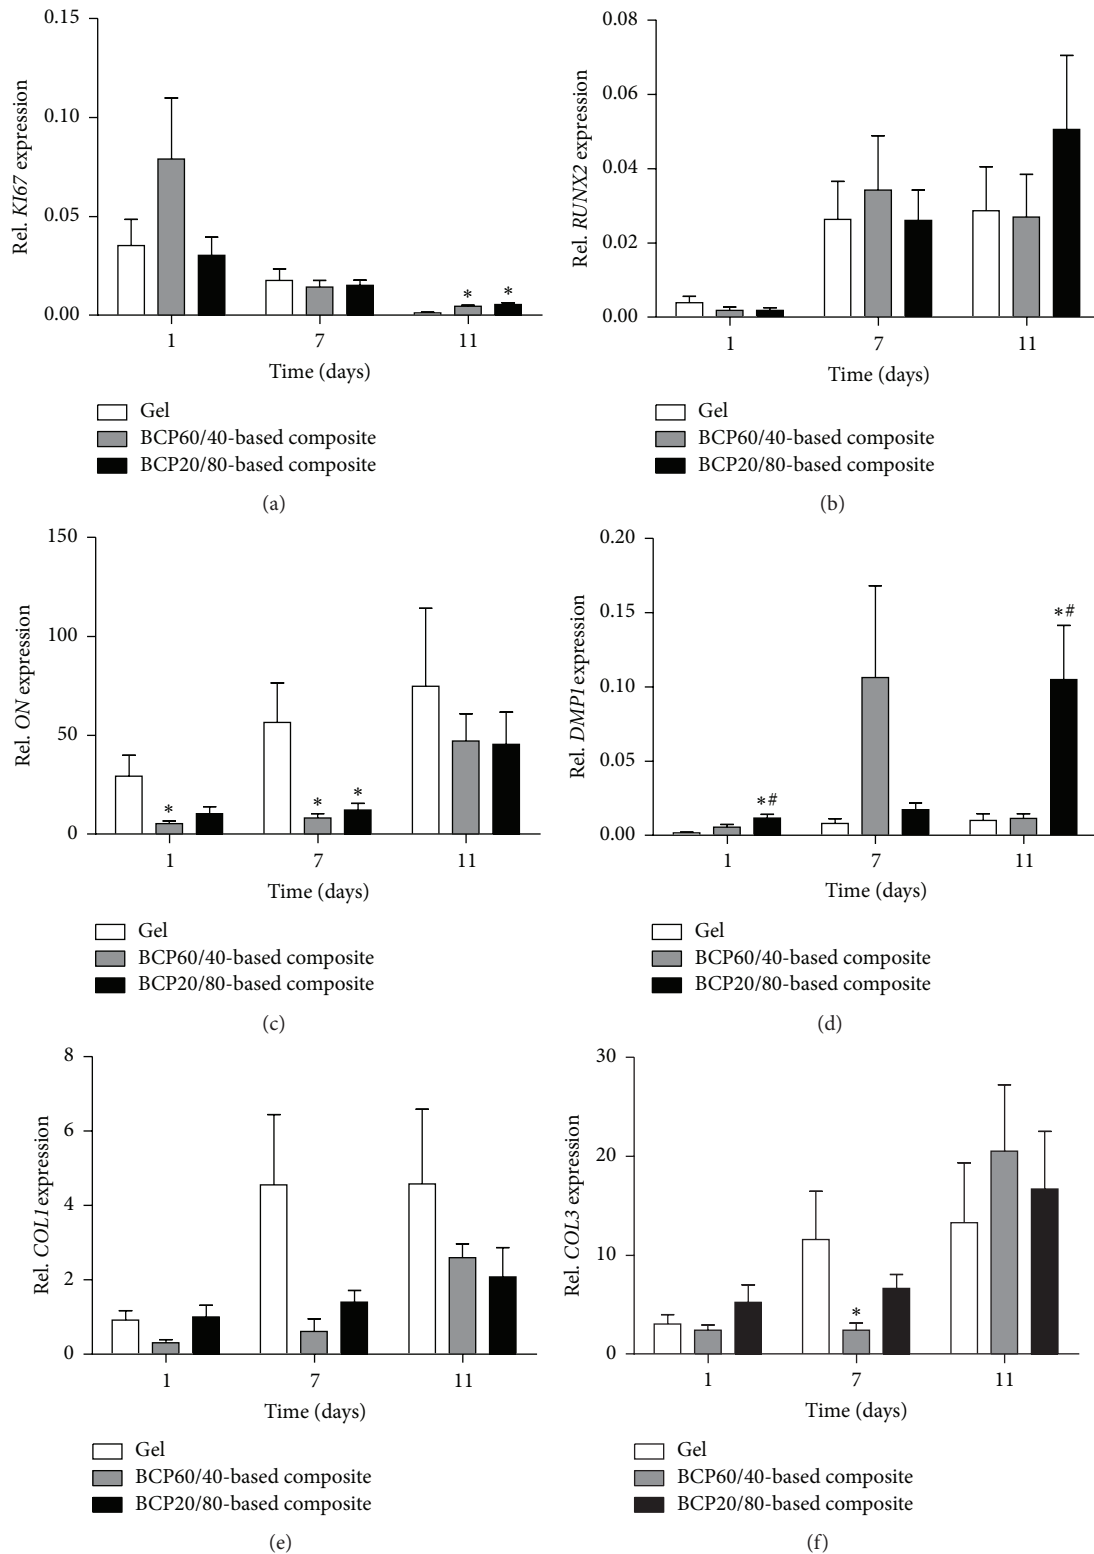 0.15
0.10
0.05
0.00
Rel. KI67 expression
* *
1 7 11
Time (days)
Gel
BCP60/40-based composite
BCP20/80-based composite
(a)
0.08
0.06
0.04
0.02
0.00
Rel. RUNX2 expression
1 7 11
Time (days)
Gel
BCP60/40-based composite
BCP20/80-based composite
(b)
150
100
50
0
Rel. ON expression
* * *
1 7 11
Time (days)
Gel
BCP60/40-based composite
BCP20/80-based composite
(c)
0.20
0.15
0.10
0.05
0.00
Rel. DMP1 expression
*#
*#
1 7 11
Time (days)
Gel
BCP60/40-based composite
BCP20/80-based composite
(d)
8
6
4
2
0
Rel. COL1 expression
1 7 11
Time (days)
Gel
BCP60/40-based composite
BCP20/80-based composite
(e)
30
20
10
0
Rel. COL3 expression
*
1 7 11
Time (days)
Gel
BCP60/40-based composite
BCP20/80-based composite
(f)